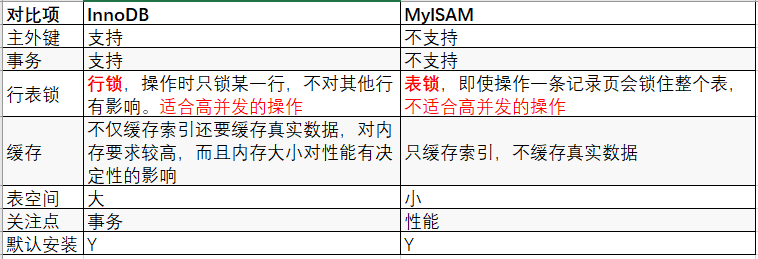 对比项 InnoDB MyISAM
主外键 支持 不支持
事务 支持 不支持
行表锁 行锁，操作时只锁某一行，不对其他行有影响。适合高并发的操作 表锁，即使操作一条记录页会锁住整个表，不适合高并发的操作
缓存 不仅缓存索引还要缓存真实数据，对内存要求较高，而且内存大小对性能有决定性的影响 只缓存索引，不缓存真实数据
表空间 大 小
关注点 事务 性能
默认安装 Y Y